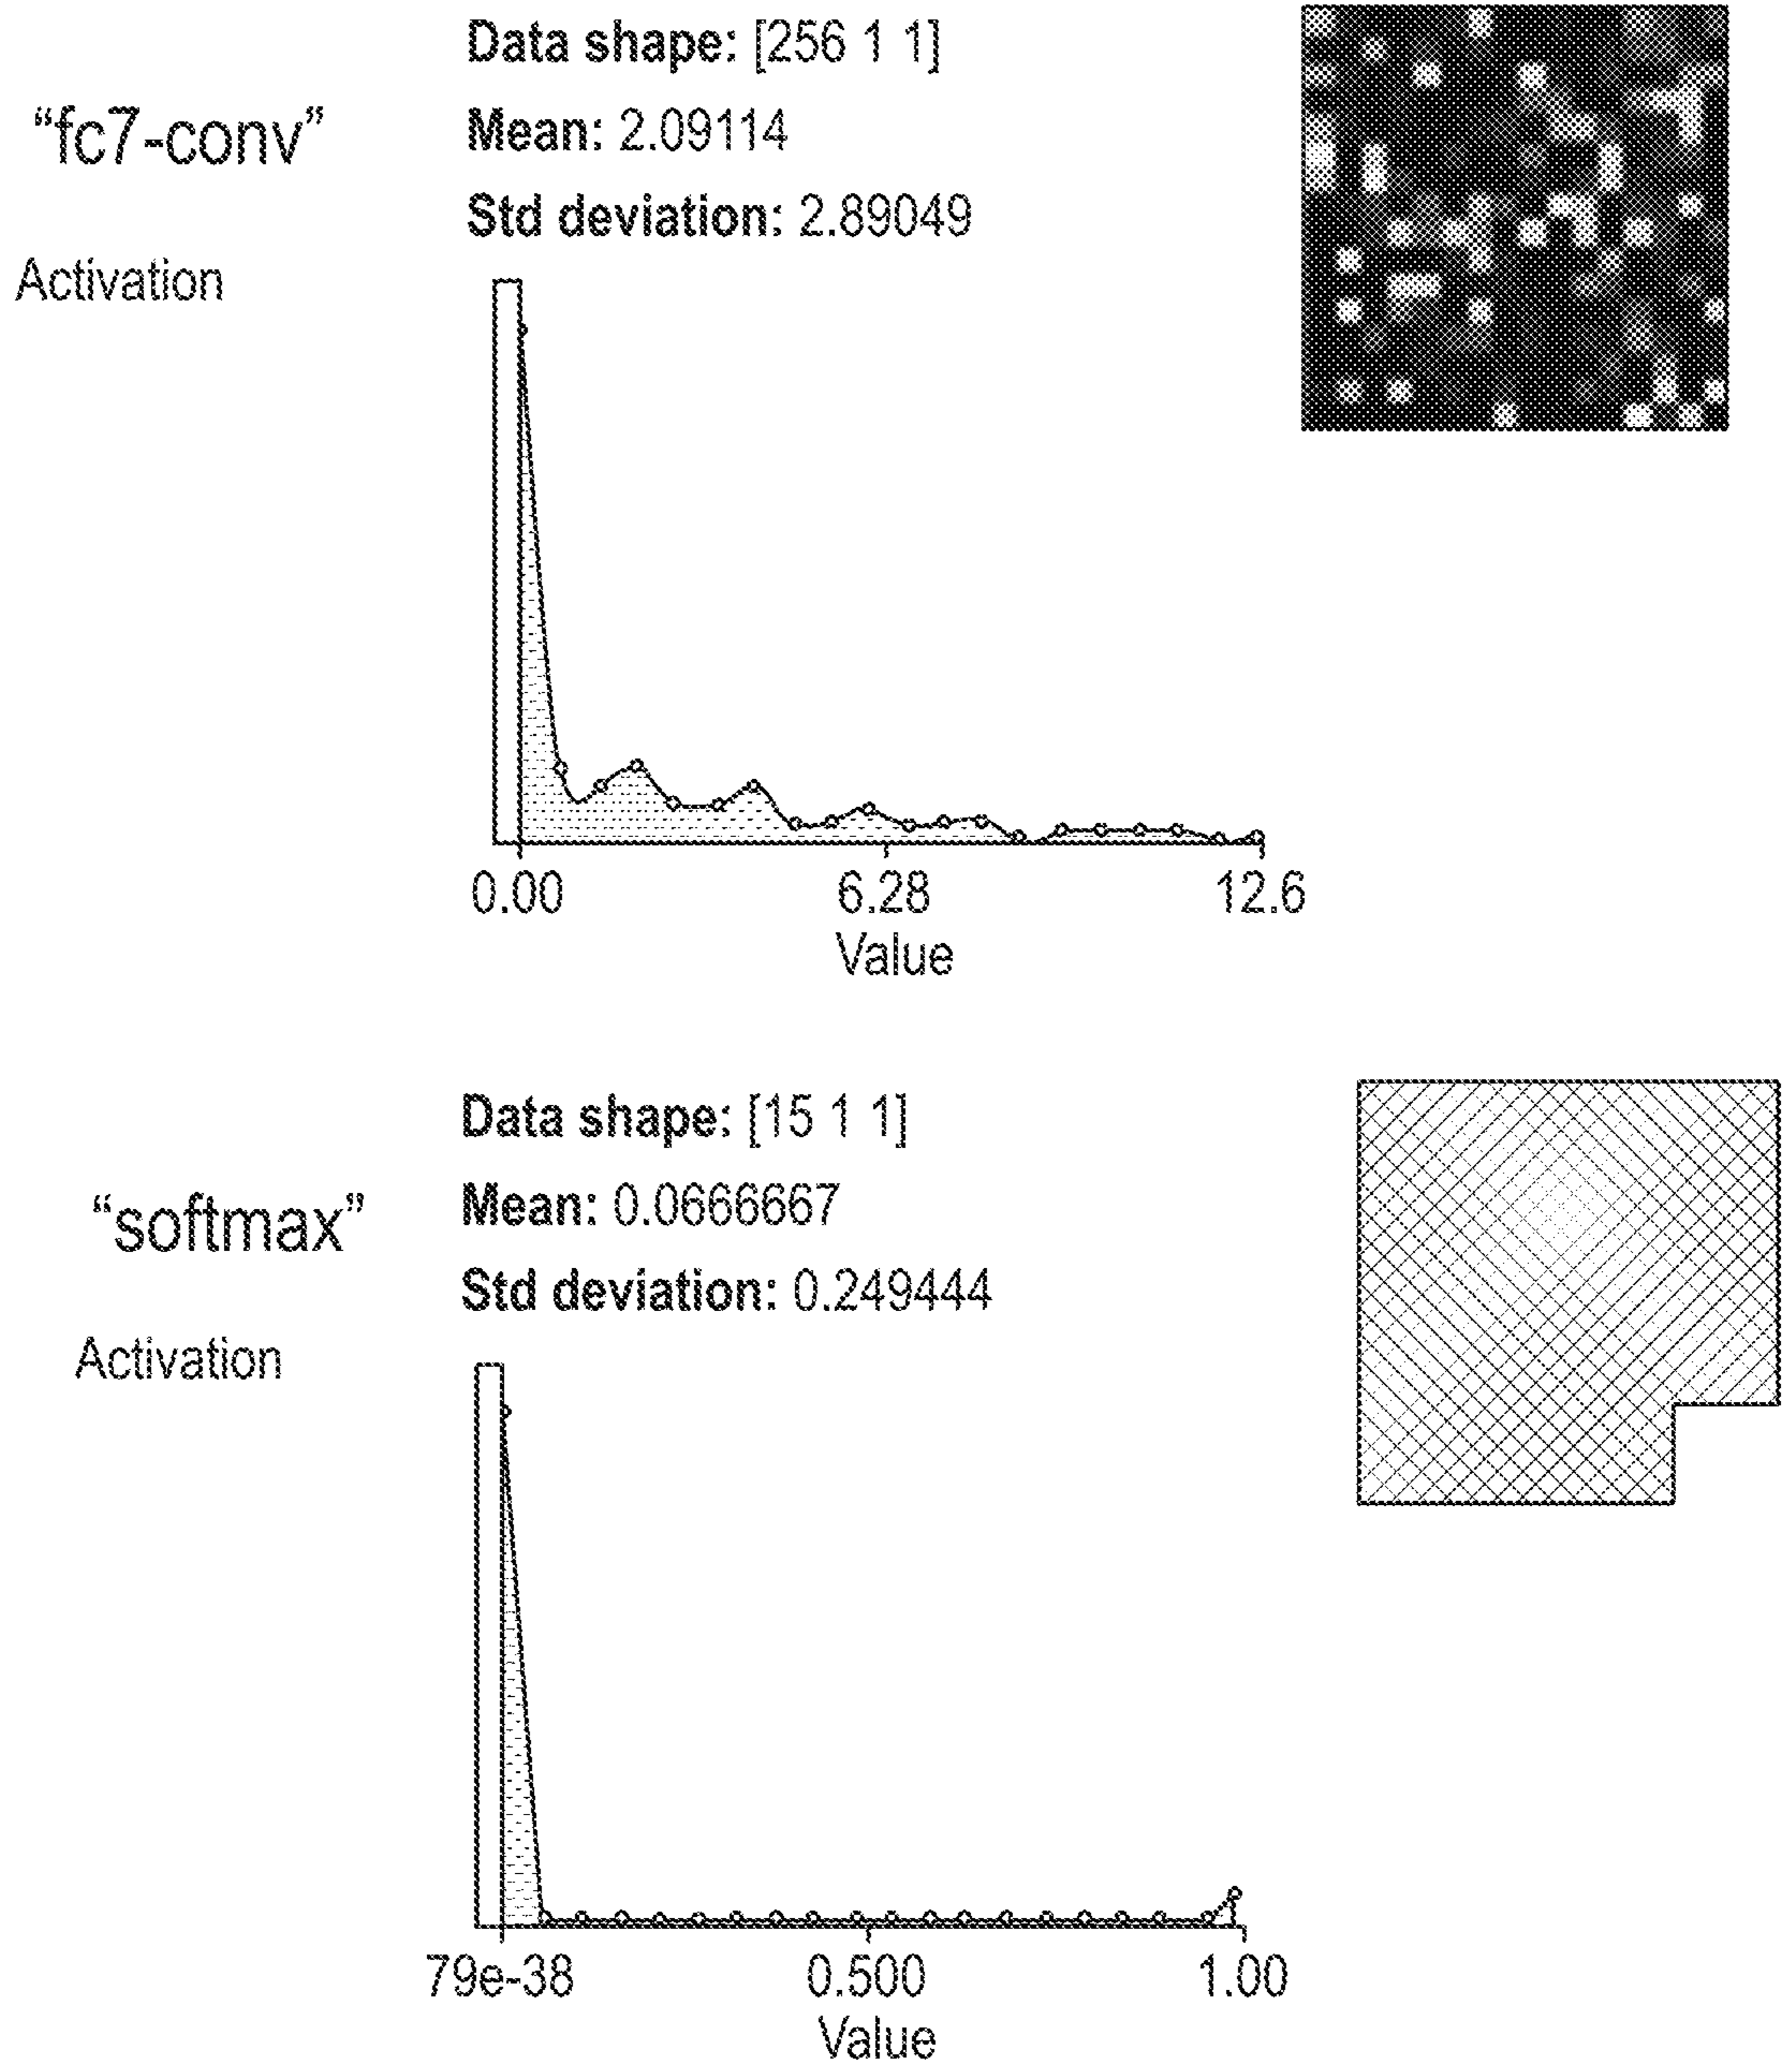 Data shape: [256 1 1]
“fc7-conv”
Mean: 2.09114
Std deviation: 2.89049
Activation
0.00 6.28 12.6
Value
Data shape: [15 1 1]
“softmax”
Mean: 0.0666667
Std deviation: 0.249444
Activation
79e-38 0.500 1.00
Value